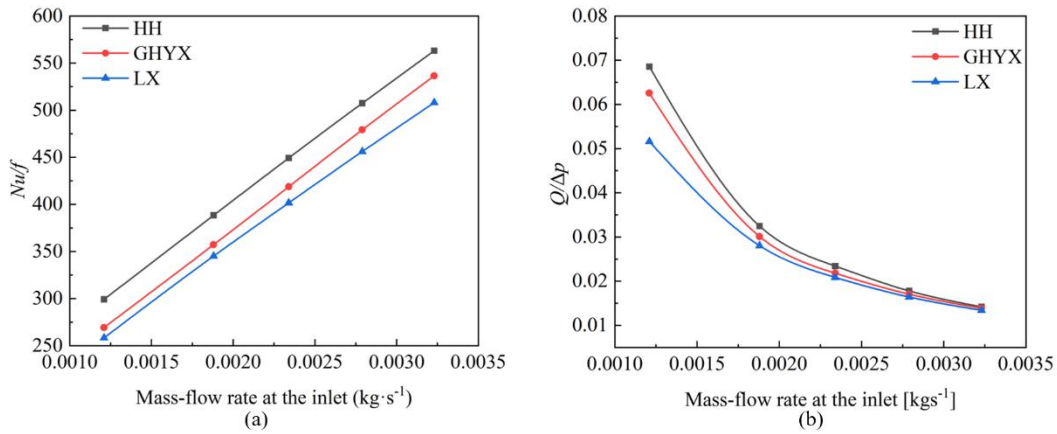 600
550
500
450
400
350
300
250
Nu/f
HH
GHYX
LX
0.0010 0.0015 0.0020 0.0025 0.0030 0.0035
Mass-flow rate at the inlet (kg·s⁻¹)
(a)
0.08
0.07
0.06
0.05
0.04
0.03
0.02
0.01
Q/Δp
HH
GHYX
LX
0.0010 0.0015 0.0020 0.0025 0.0030 0.0035
Mass-flow rate at the inlet [kgs⁻¹]
(b)